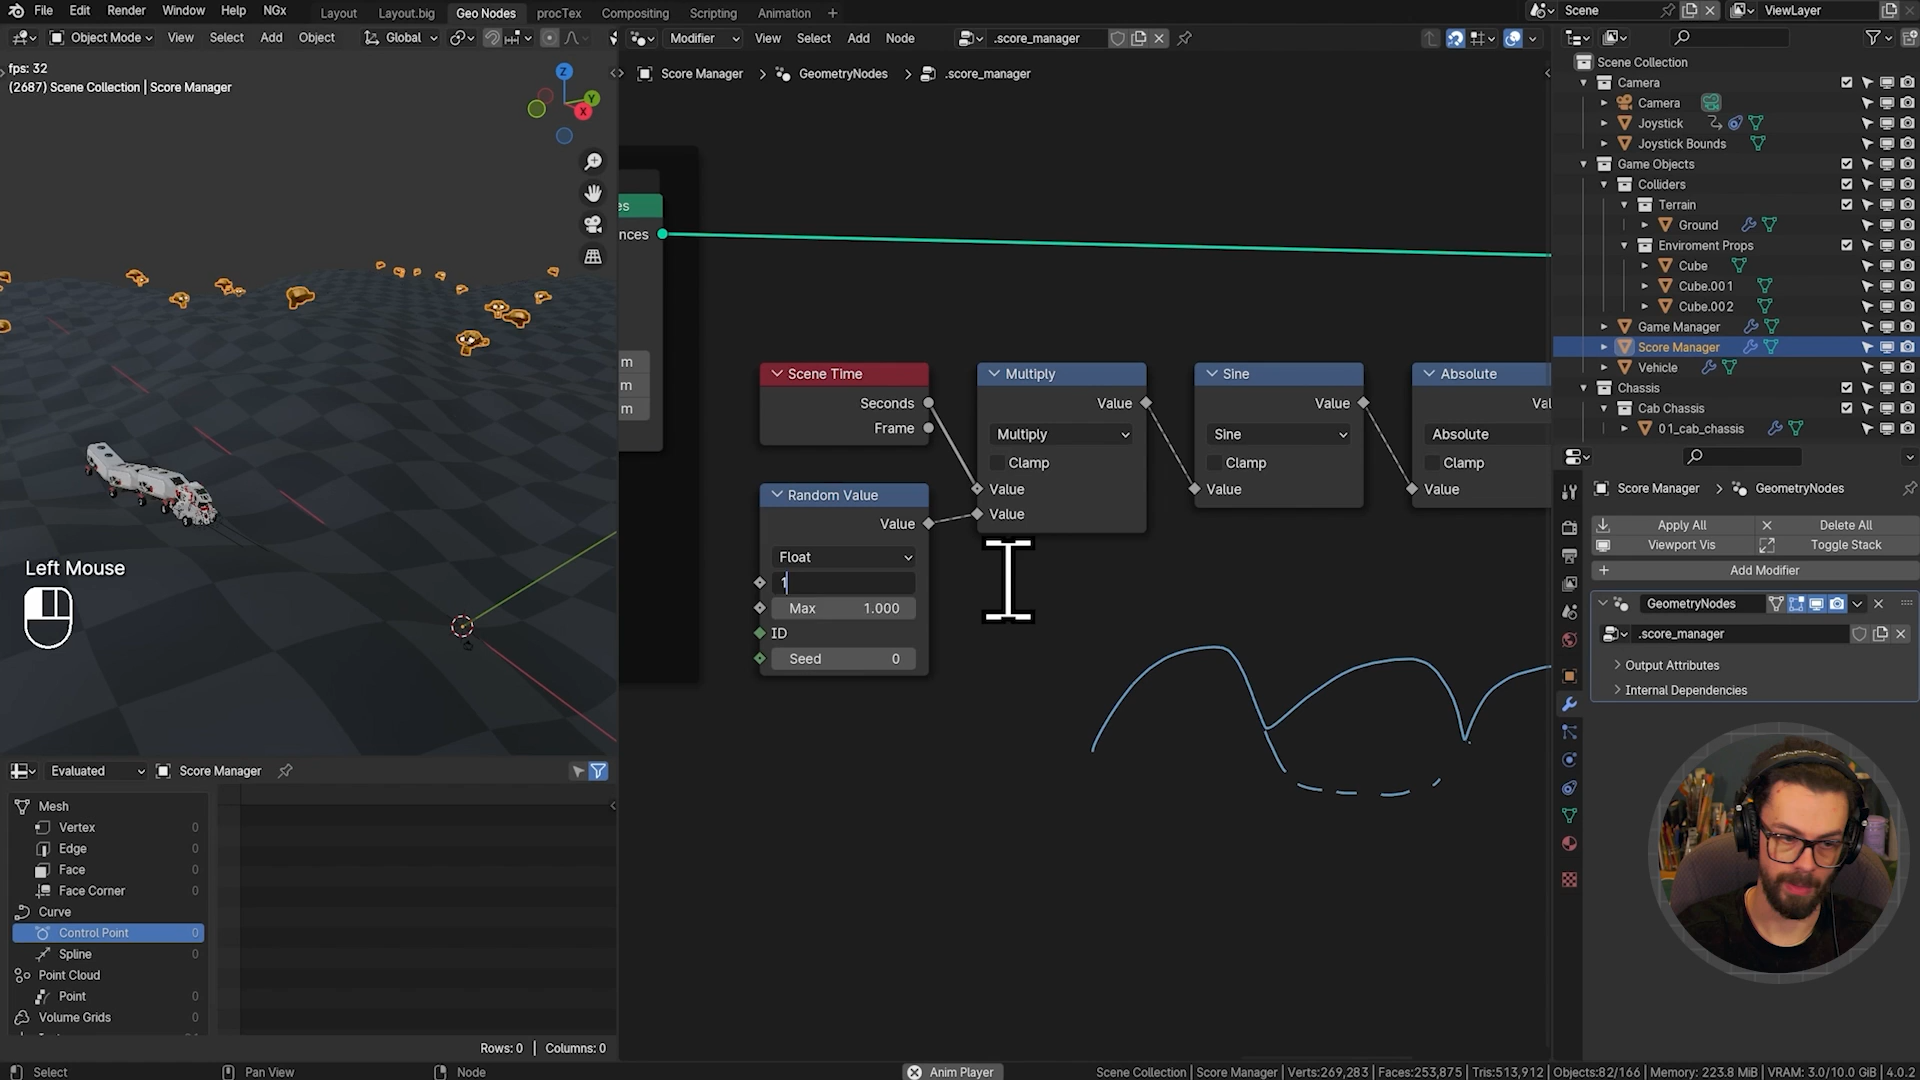 File Edit Render Window Help NGx Layout Layout.big Geo Nodes procTex Compositing Scripting Animation + Scene ViewLayer
Object Mode View Select Add Object Global Modifier View Select Add Node .score_manager
fps: 32
(2687) Scene Collection | Score Manager
Z
Y
X
Score Manager > GeometryNodes > .score_manager
es
nces
m
m
m
Scene Time
Seconds
Frame
Random Value
Value
Float
1
Max 1.000
ID
Seed 0
Multiply
Value
Multiply
Clamp
Value
Value
Sine
Value
Sine
Clamp
Value
Absolute
Val
Absolute
Clamp
Value
Left Mouse
Scene Collection
Camera
Camera
Joystick
Joystick Bounds
Game Objects
Colliders
Terrain
Ground
Enviroment Props
Cube
Cube.001
Cube.002
Game Manager
Score Manager
Vehicle
Chassis
Cab Chassis
01_cab_chassis
Score Manager > GeometryNodes
Apply All Delete All
Viewport Vis Toggle Stack
Add Modifier
GeometryNodes
.score_manager
Output Attributes
Internal Dependencies
Evaluated Score Manager
Mesh
Vertex 0
Edge 0
Face 0
Face Corner 0
Curve
Control Point 0
Spline 0
Point Cloud
Point 0
Volume Grids 0
Rows: 0 | Columns: 0
Select Pan View Node Anim Player Scene Collection | Score Manager | Verts:269,283 | Faces:253,875 | Tris:513,912 | Objects:82/166 | Memory: 223.8 MiB | VRAM: 3.0/10.0 GiB | 4.0.2